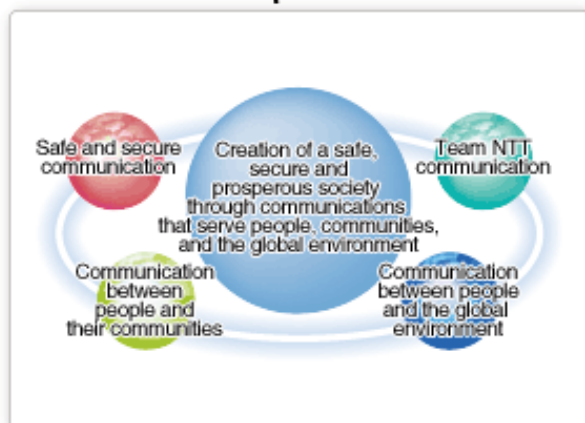 Safe and secure
communication
Creation of a safe,
secure and
prosperous society
through communications
that serve people, communities,
and the global environment
Team NTT
communication
Communication
between
people and
their communities
Communication
between people
and the global
environment